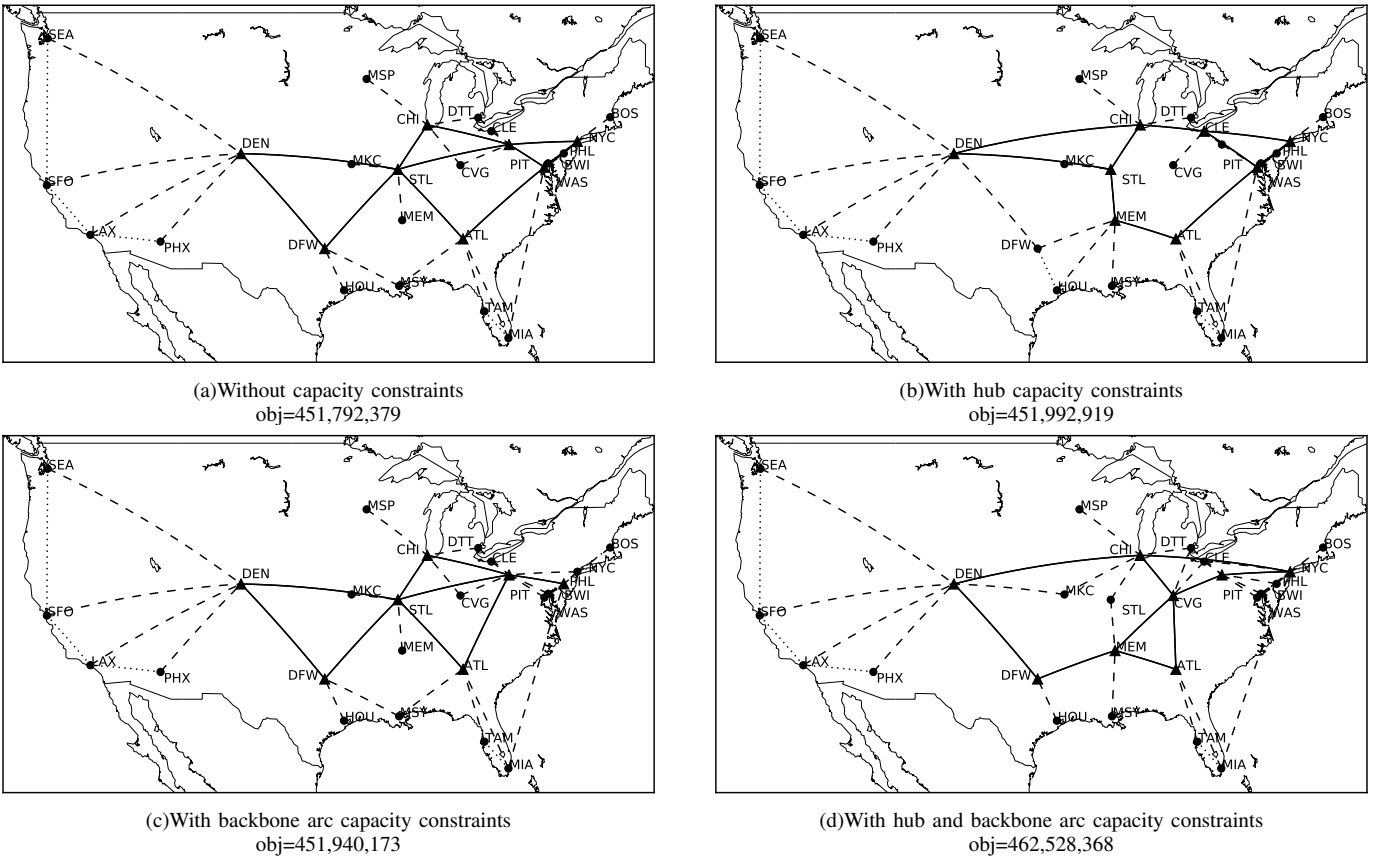 SEA
MSP
BOS
DTT
CLE
CHI
NYC
DEN
PHL
PIT
BWI
MKC
CVG
WAS
STL
SFO
MEM
LAX
ATL
PHX
DFW
HOU
MSY
TAM
MIA
(a)Without capacity constraints
obj=451,792,379
SEA
MSP
BOS
DTT
CLE
CHI
NYC
DEN
PHL
PIT
BWI
MKC
CVG
WAS
STL
SFO
MEM
LAX
ATL
PHX
DFW
HOU
MSY
TAM
MIA
(b)With hub capacity constraints
obj=451,992,919
SEA
MSP
BOS
DTT
CLE
CHI
NYC
DEN
PHL
PIT
BWI
MKC
CVG
WAS
STL
SFO
MEM
LAX
ATL
PHX
DFW
HOU
MSY
TAM
MIA
(c)With backbone arc capacity constraints
obj=451,940,173
SEA
MSP
BOS
DTT
CLE
CHI
NYC
DEN
PHL
PIT
BWI
MKC
CVG
WAS
STL
SFO
MEM
LAX
ATL
PHX
DFW
HOU
MSY
TAM
MIA
(d)With hub and backbone arc capacity constraints
obj=462,528,368